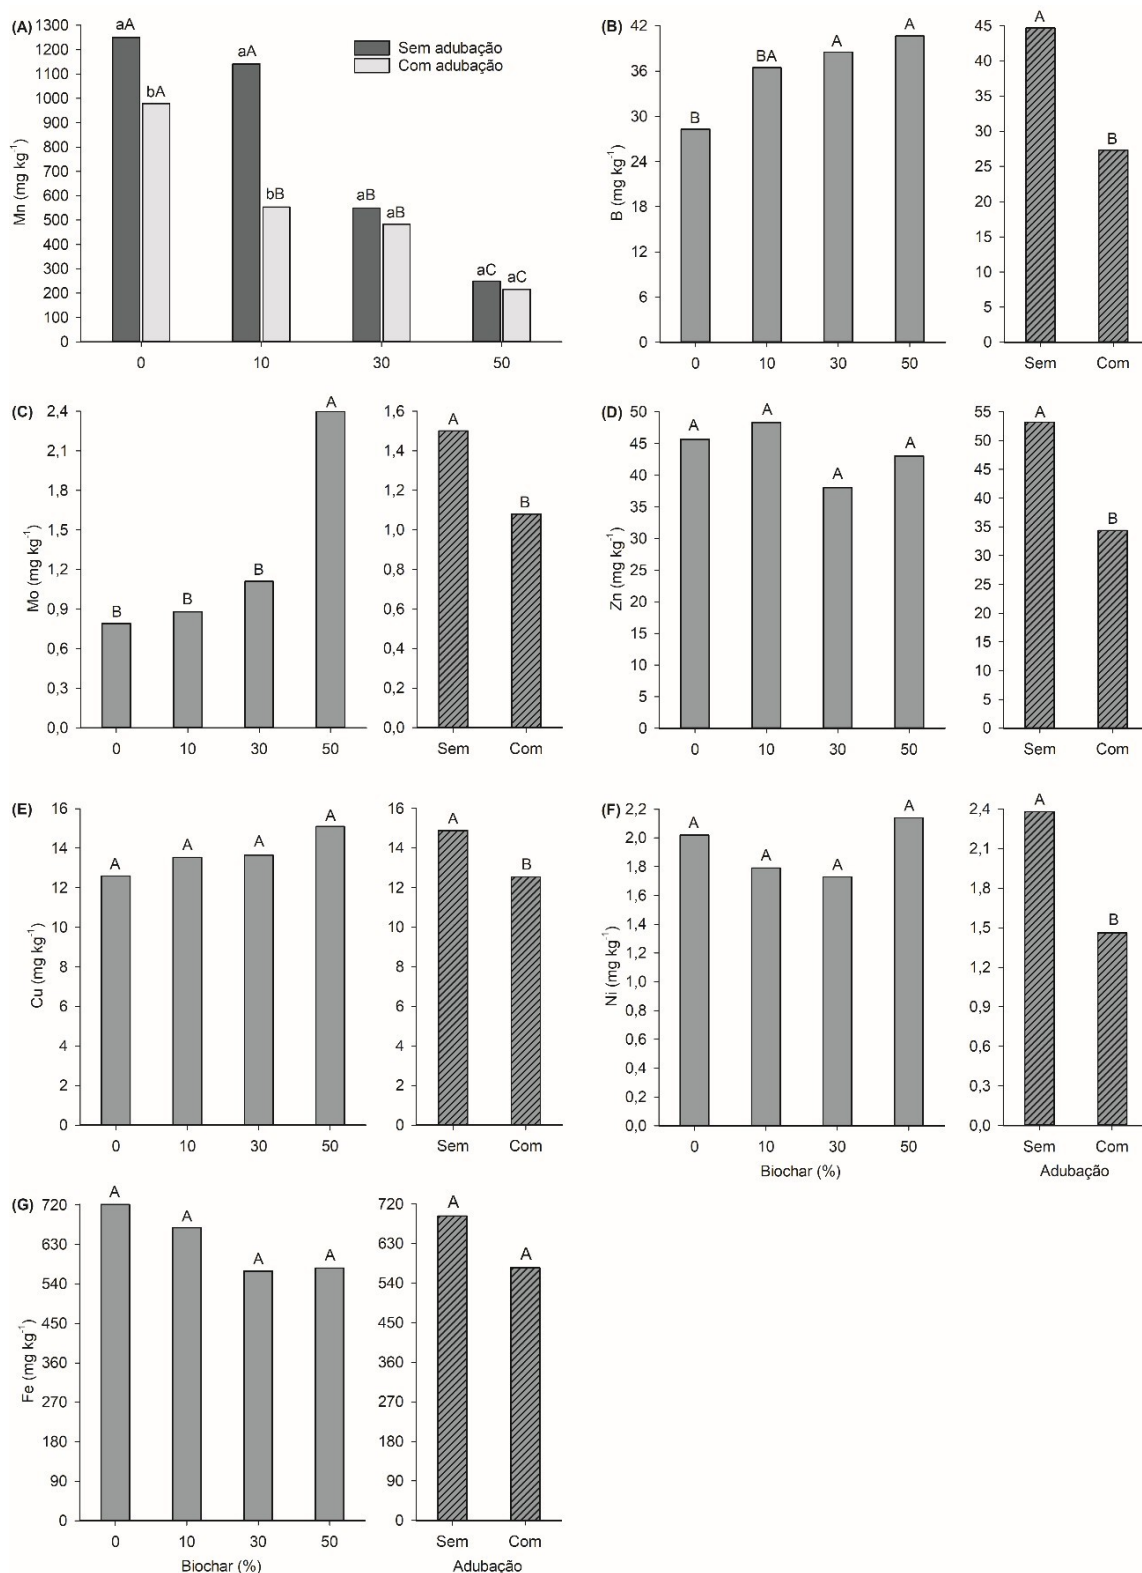 (A)
Mn (mg kg-1)
1300
1200
1100
1000
900
800
700
600
500
400
300
200
100
0
aA
bA
aA
bB
aB
aB
aC
aC
Sem adubação
Com adubação
0 10 30 50
(B)
B (mg kg-1)
42
36
30
24
18
12
6
0
B
BA
A
A
0 10 30 50
45
40
35
30
25
20
15
10
5
0
A
B
Sem Com
(C)
Mo (mg kg-1)
2,4
2,1
1,8
1,5
1,2
0,9
0,6
0,3
0,0
B
B
B
A
0 10 30 50
1,6
1,4
1,2
1,0
0,8
0,6
0,4
0,2
0,0
A
B
Sem Com
(D)
Zn (mg kg-1)
50
45
40
35
50
20
15
10
5
0
A
A
A
A
0 10 30 50
55
50
45
40
35
50
53
20
15
10
5
0
A
B
Sem Com
(E)
Cu (mg kg-1)
16
14
12
10
8
6
4
2
0
A
A
A
A
0 10 30 50
16
14
12
14
8
6
4
2
0
A
B
Sem Com
(F)
Ni (mg kg-1)
2,2
2,0
1,8
1,6
1,4
1,2
1,0
0,8
0,6
0,4
0,2
0,0
A
A
A
A
0 10 30 50
Biochar (%)
2,4
2,1
1,8
1,5
1,2
0,9
0,6
0,3
0,0
A
B
Sem Com
Adubação
(G)
Fe (mg kg-1)
720
630
540
450
360
270
180
90
0
A
A
A
A
0 10 30 50
Biochar (%)
720
630
540
450
360
270
180
90
0
A
A
Sem Com
Adubação